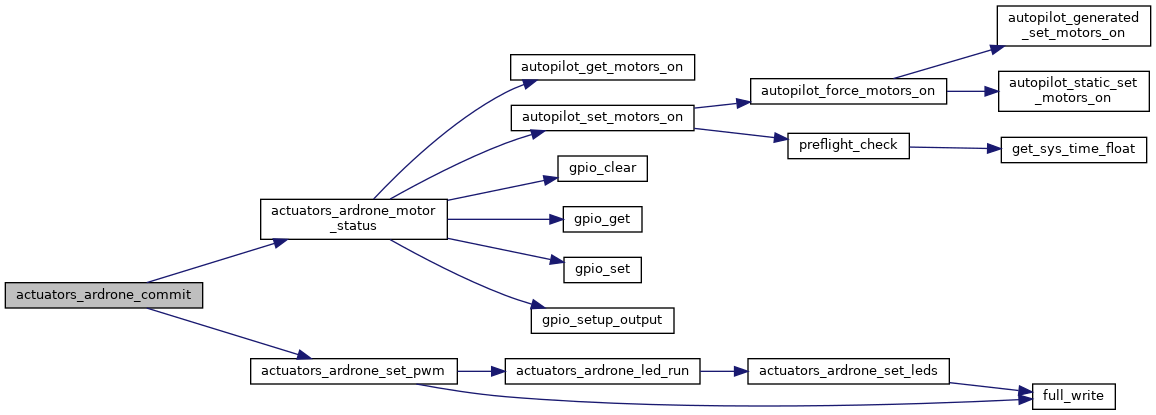 actuators_ardrone_commit
actuators_ardrone_motor
_status
autopilot_get_motors_on
autopilot_set_motors_on
autopilot_force_motors_on
autopilot_generated
_set_motors_on
autopilot_static_set
_motors_on
preflight_check
get_sys_time_float
gpio_clear
gpio_get
gpio_set
gpio_setup_output
actuators_ardrone_set_pwm
actuators_ardrone_led_run
actuators_ardrone_set_leds
full_write